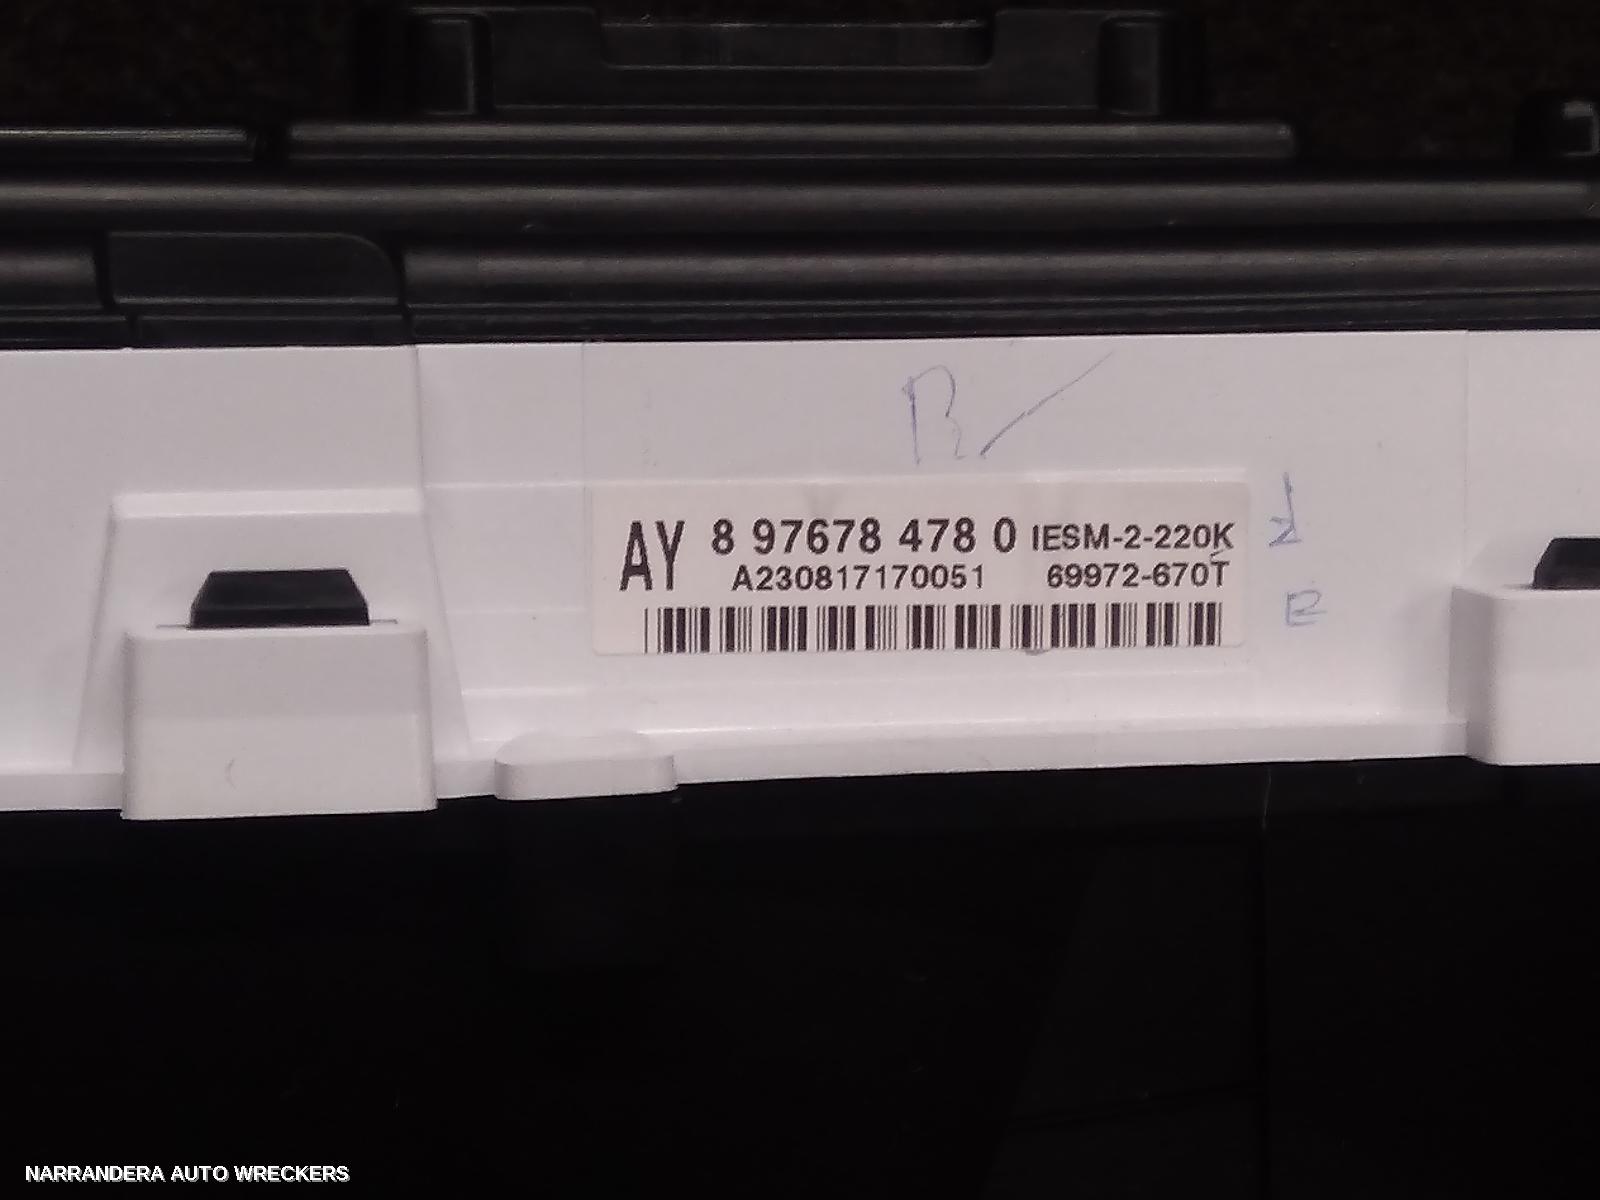 R
AY 8 97678 478 0 IESM-2-220K
A230817170051 69972-670T
NARRANDERA AUTO WRECKERS